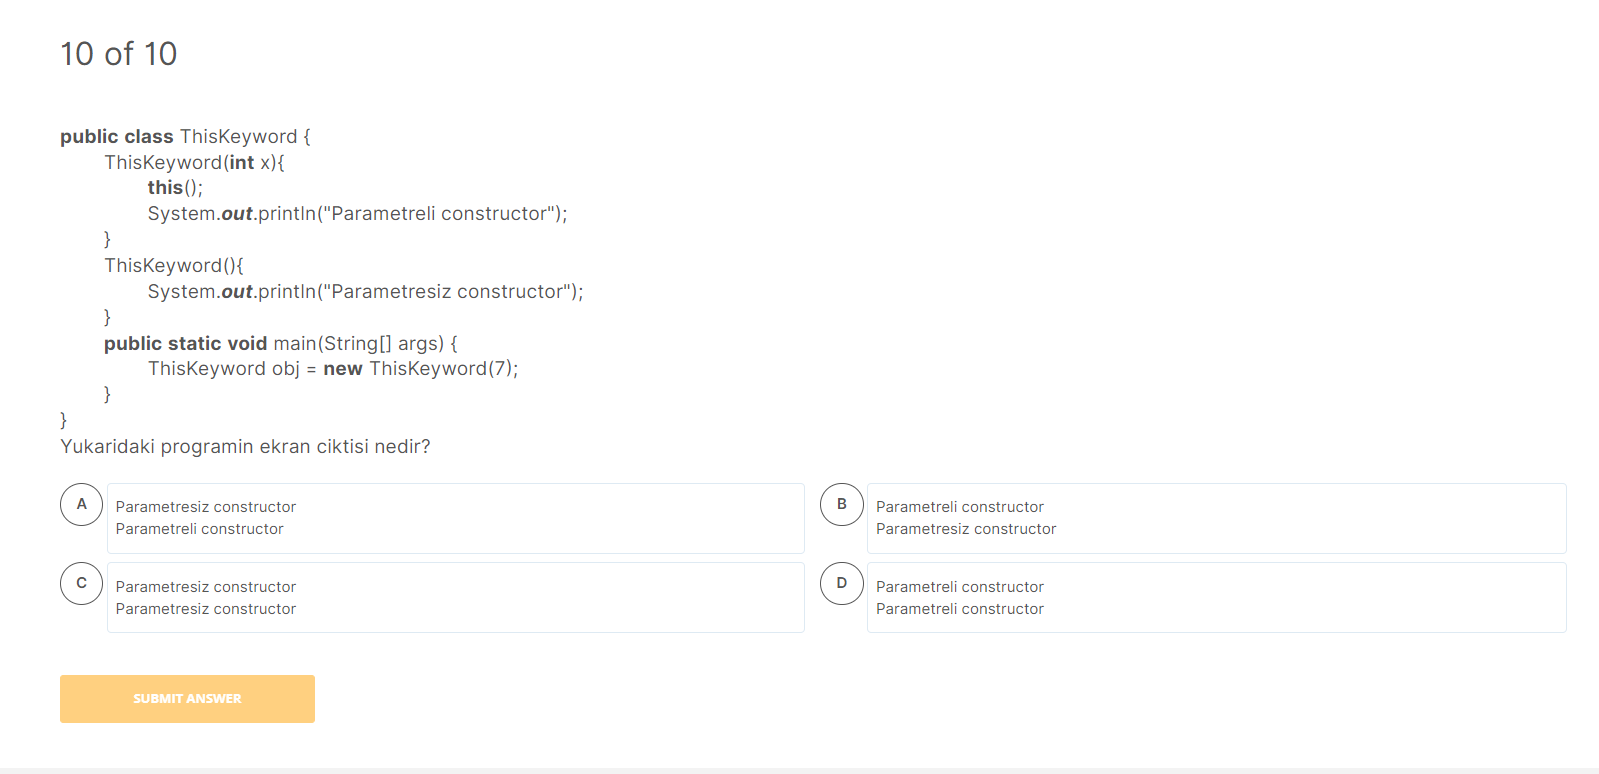 10 of 10
public class ThisKeyword {
ThisKeyword(int x){
this();
System.out.println("Parametreli constructor");
}
ThisKeyword(){
System.out.println("Parametresiz constructor");
}
public static void main(String[] args) {
ThisKeyword obj = new ThisKeyword(7);
}
}
Yukaridaki programin ekran ciktisi nedir?
A
Parametresiz constructor
Parametreli constructor
B
Parametreli constructor
Parametresiz constructor
C
Parametresiz constructor
Parametresiz constructor
D
Parametreli constructor
Parametreli constructor
SUBMIT ANSWER